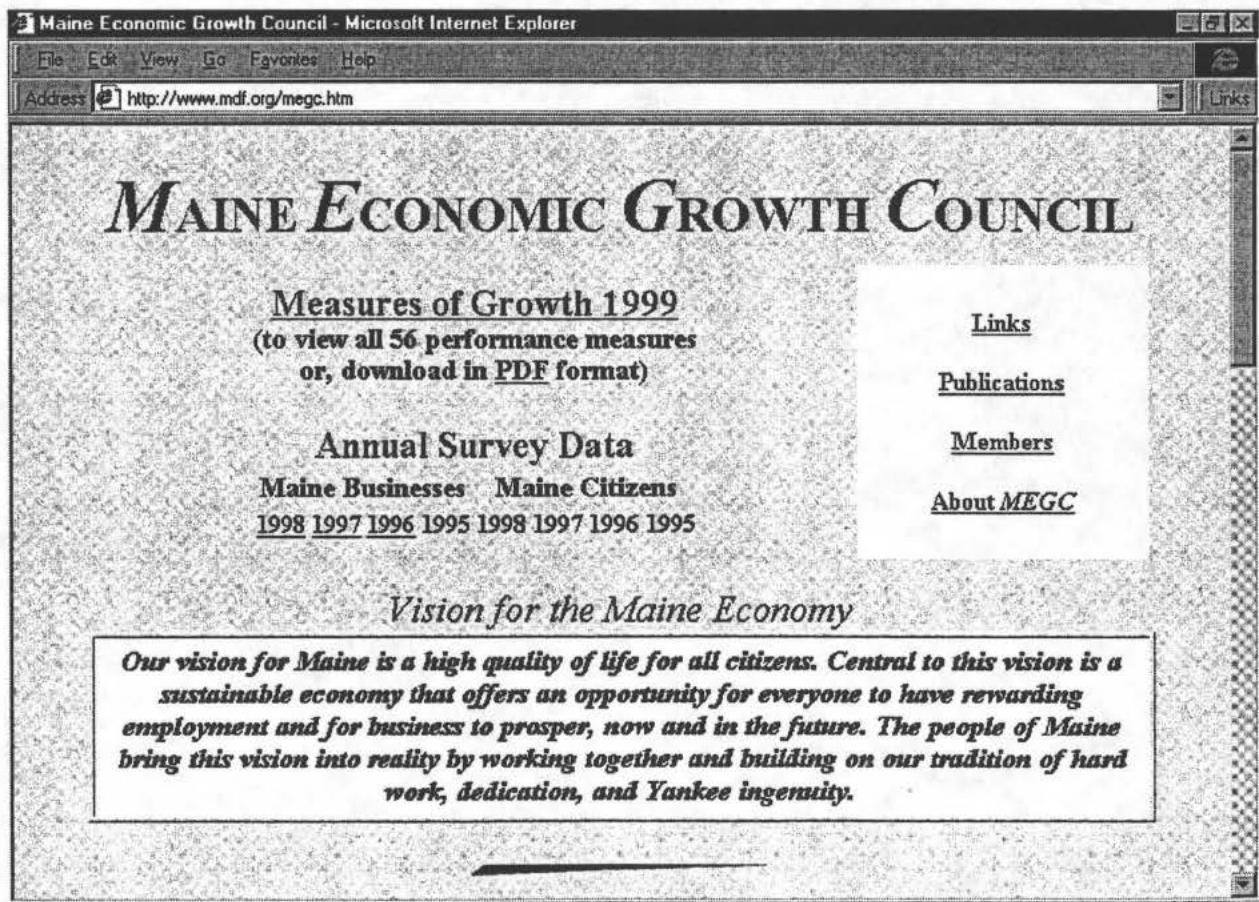 Maine Economic Growth Council - Microsoft Internet Explorer
File Edit View Go Favorites Help
Address http://www.mdf.org/megc.htm Links
MAINE ECONOMIC GROWTH COUNCIL
Measures of Growth 1999
(to view all 56 performance measures
or, download in PDF format)
Annual Survey Data
Maine Businesses Maine Citizens
1998 1997 1996 1995 1998 1997 1996 1995
Links
Publications
Members
About MEGC
Vision for the Maine Economy
Our vision for Maine is a high quality of life for all citizens. Central to this vision is a
sustainable economy that offers an opportunity for everyone to have rewarding
employment and for business to prosper, now and in the future. The people of Maine
bring this vision into reality by working together and building on our tradition of hard
work, dedication, and Yankee ingenuity.